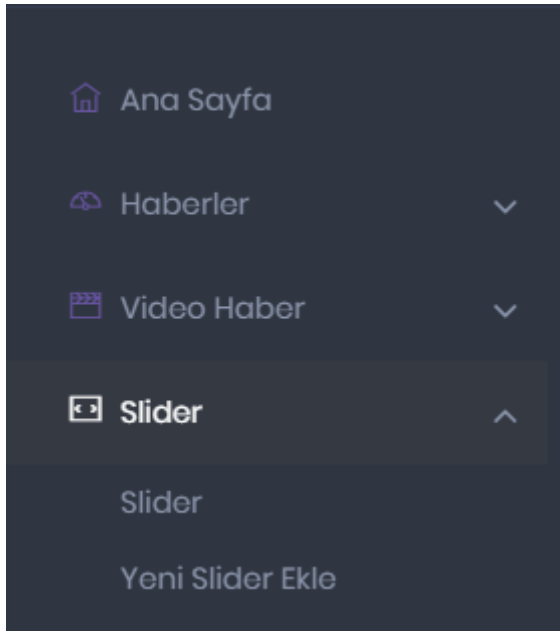 Ana Sayfa
Haberler
Video Haber
Slider
Slider
Yeni Slider Ekle